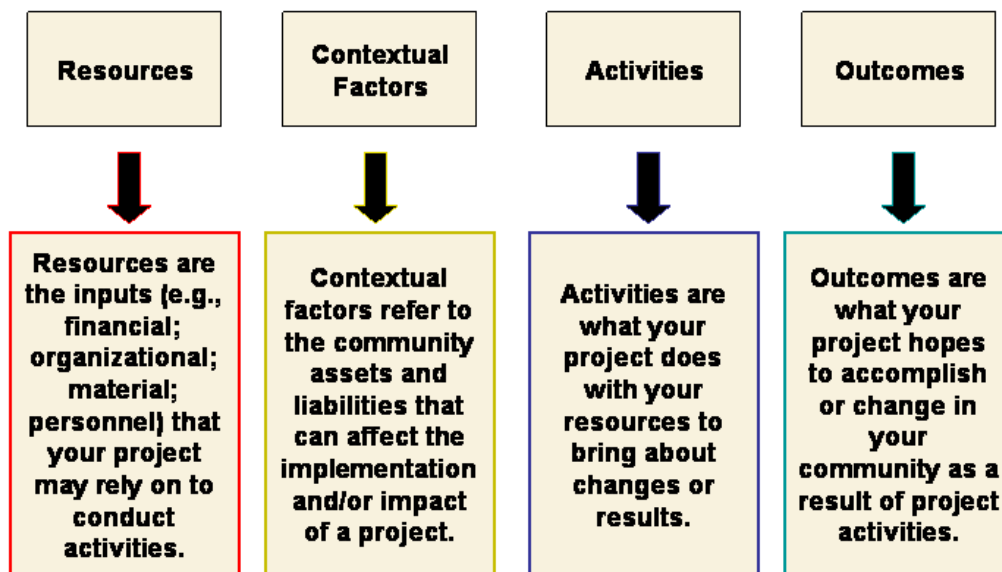 Resources
Contextual
Factors
Activities
Outcomes
Resources are
the inputs (e.g.,
financial;
organizational;
material;
personnel) that
your project
may rely on to
conduct
activities.
Contextual
factors refer to
the community
assets and
liabilities that
can affect the
implementation
and/or impact
of a project.
Activities are
what your
project does
with your
resources to
bring about
changes or
results.
Outcomes are
what your
project hopes
to accomplish
or change in
your
community as a
result of project
activities.